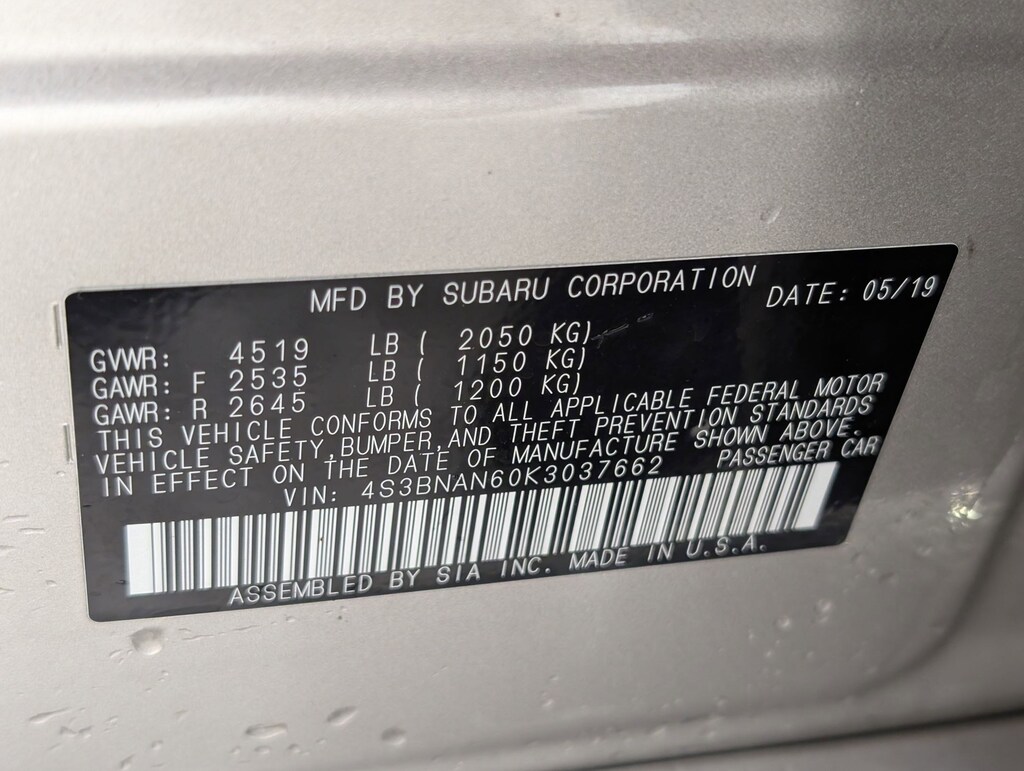 MFD BY SUBARU CORPORATION DATE: 05/19
GVWR: 4519 LB ( 2050 KG)
GAWR: F 2535 LB ( 1150 KG)
GAWR: R 2645 LB ( 1200 KG)
THIS VEHICLE CONFORMS TO ALL APPLICABLE FEDERAL MOTOR
VEHICLE SAFETY, BUMPER, AND THEFT PREVENTION STANDARDS
IN EFFECT ON THE DATE OF MANUFACTURE SHOWN ABOVE.
VIN: 4S3BNAN60K3037662 PASSENGER CAR
ASSEMBLED BY SIA INC. MADE IN U.S.A.